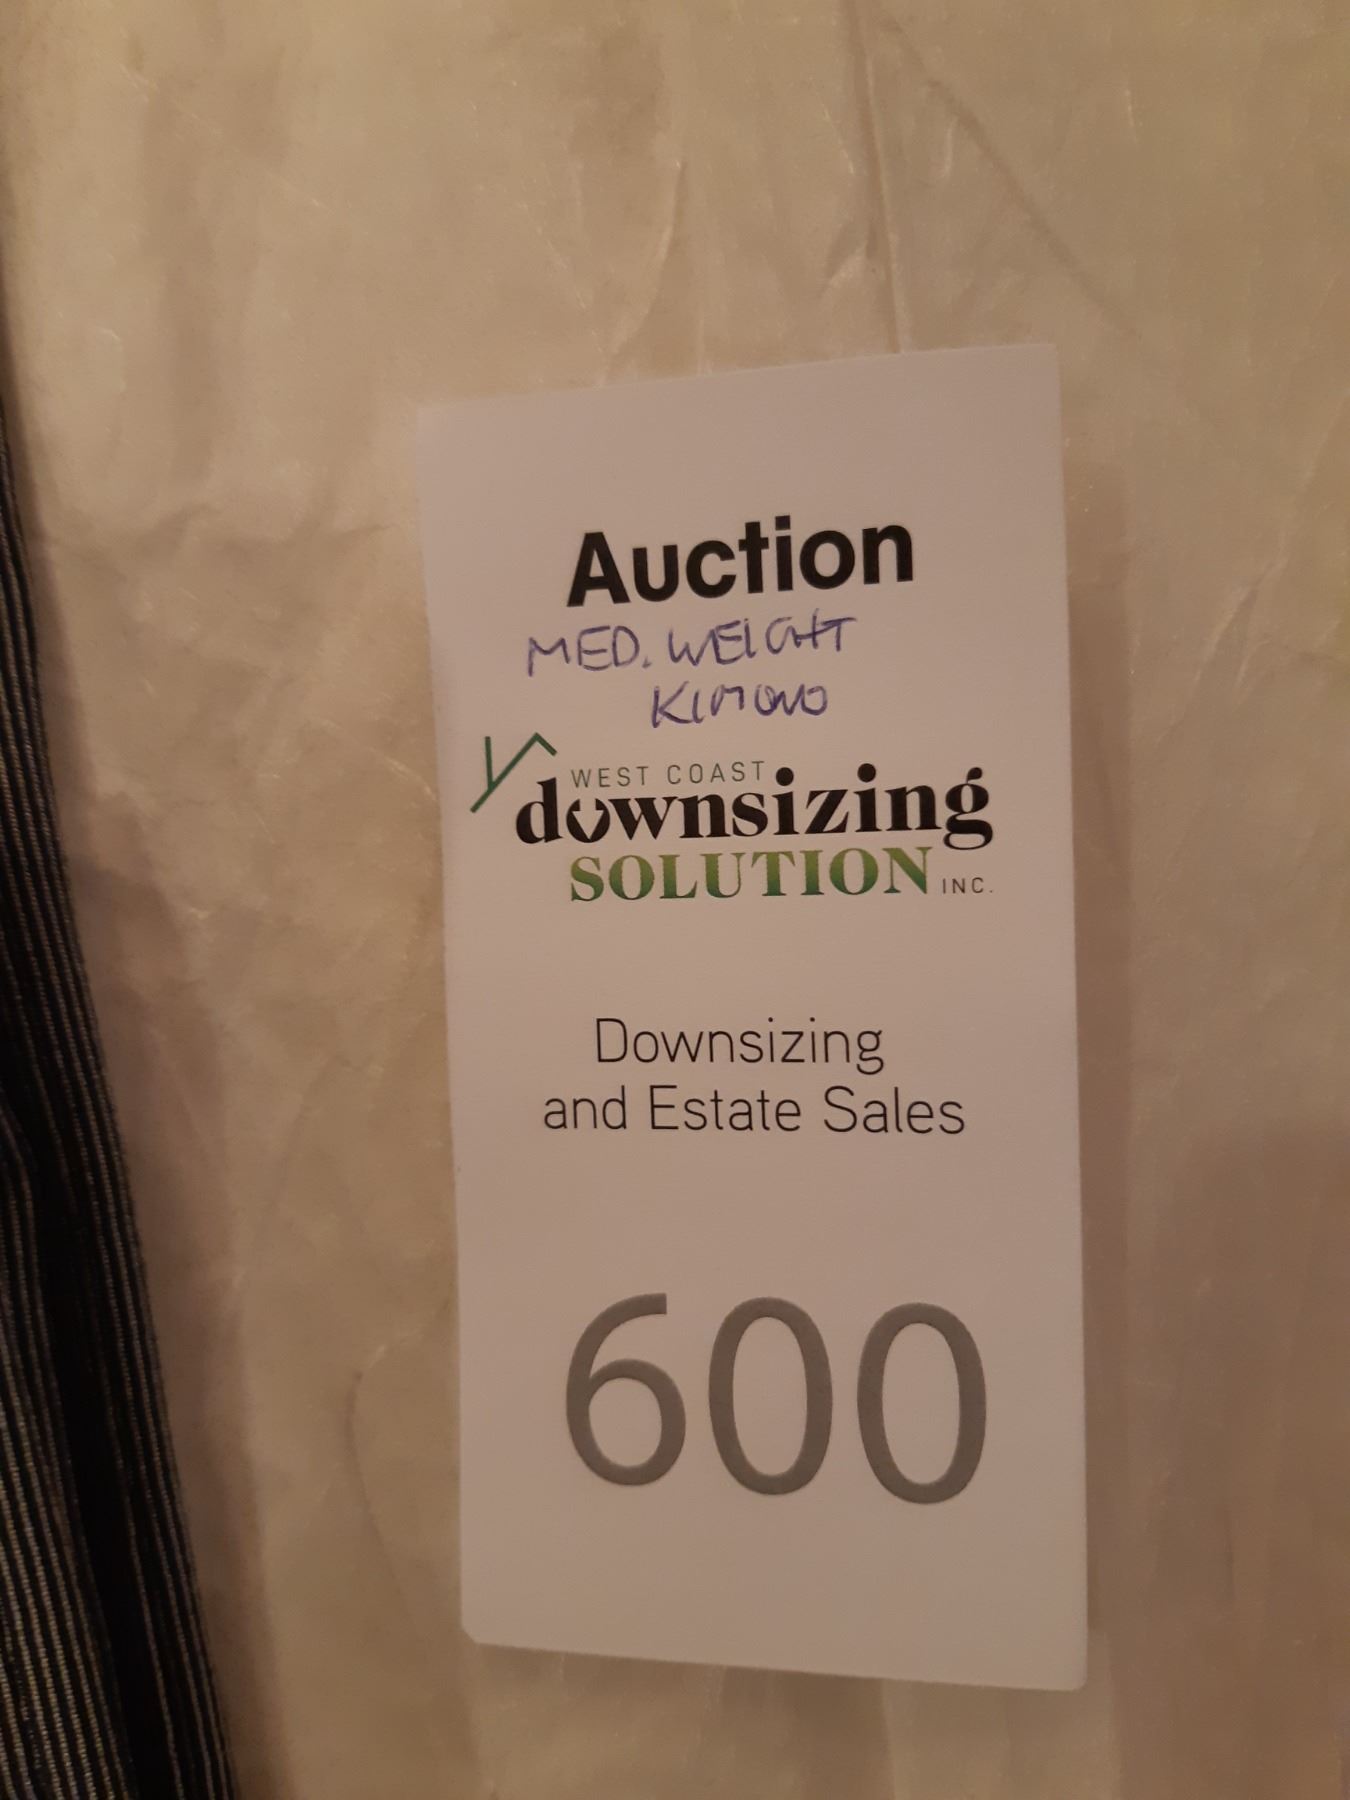 Auction
MED. WEIGHT
KIMONO
WEST COAST
downsizing
SOLUTION INC.
Downsizing
and Estate Sales
600